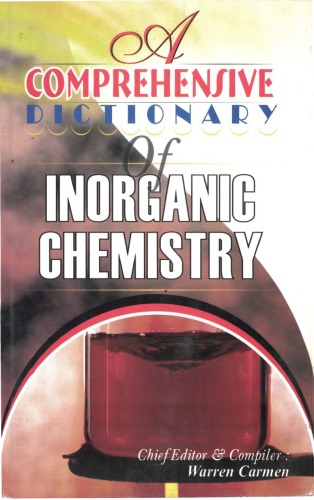 A
COMPREHENSIVE
DICTIONARY
Of
INORGANIC
CHEMISTRY
Chief Editor & Compiler :
Warren Carmen